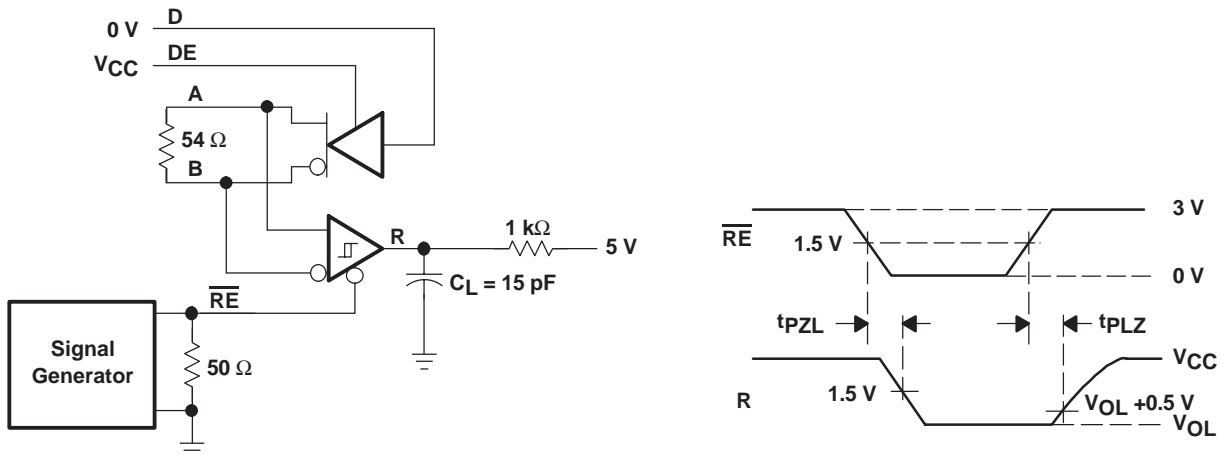 0 V D
VCC DE
A
54 Ω
B
R
1 kΩ
5 V
CL = 15 pF
RE
Signal
Generator
50 Ω
3 V
RE
1.5 V
0 V
tPZL
tPLZ
VCC
1.5 V
R
VOL +0.5 V
VOL